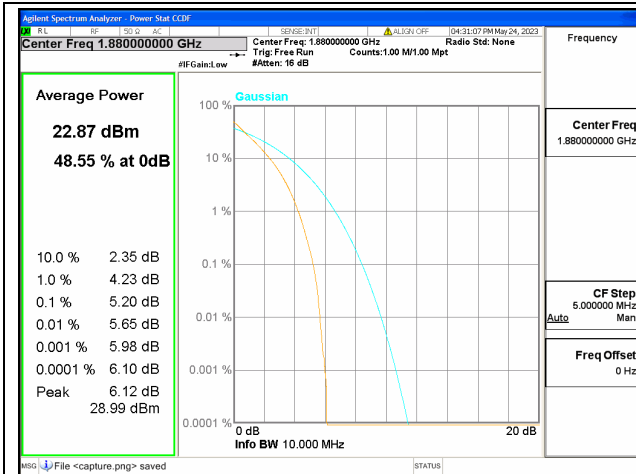 Agilent Spectrum Analyzer - Power Stat CCDF
RL RF 50 Ω AC SENSE:INT ALIGN OFF 04:31:07 PM May 24, 2023
Center Freq 1.880000000 GHz
Center Freq: 1.880000000 GHz Radio Std: None
Trig: Free Run Counts:1.00 M/1.00 Mpt
#IFGain:Low #Atten: 16 dB
Frequency
Average Power
22.87 dBm
48.55 % at 0dB
10.0 % 2.35 dB
1.0 % 4.23 dB
0.1 % 5.20 dB
0.01 % 5.65 dB
0.001 % 5.98 dB
0.0001 % 6.10 dB
Peak 6.12 dB
28.99 dBm
Gaussian
100 %
10 %
1 %
0.1 %
0.01 %
0.001 %
0.0001 %
0 dB 20 dB
Info BW 10.000 MHz
Center Freq
1.880000000 GHz
CF Step
5.000000 MHz
Auto Man
Freq Offset
0 Hz
MSG File <capture.png> saved STATUS